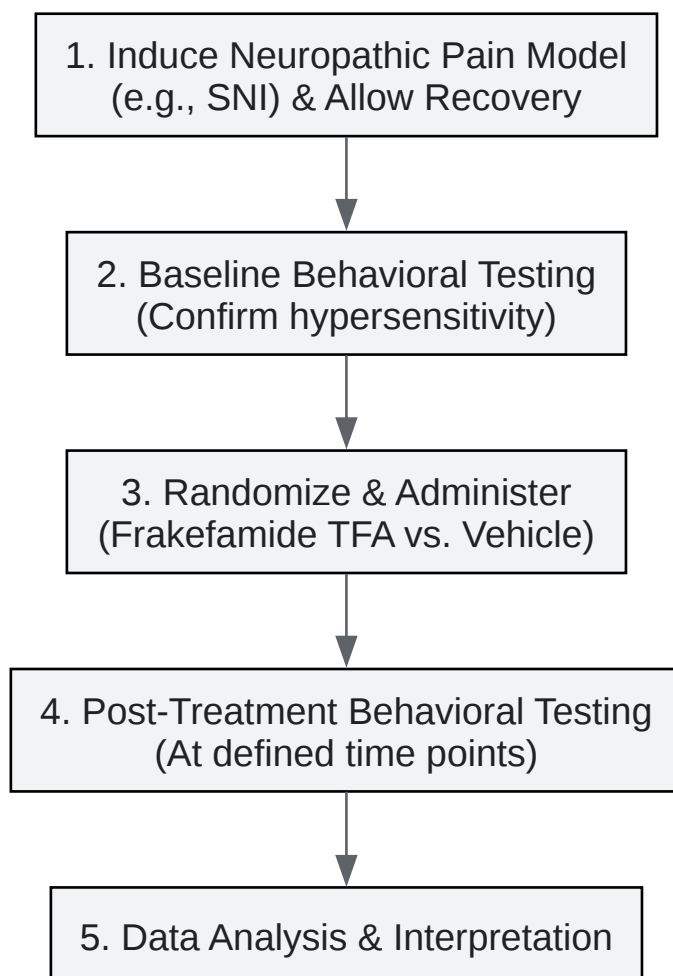 1. Induce Neuropathic Pain Model
(e.g., SNI) & Allow Recovery
2. Baseline Behavioral Testing
(Confirm hypersensitivity)
3. Randomize & Administer
(Frakefamide TFA vs. Vehicle)
4. Post-Treatment Behavioral Testing
(At defined time points)
5. Data Analysis & Interpretation